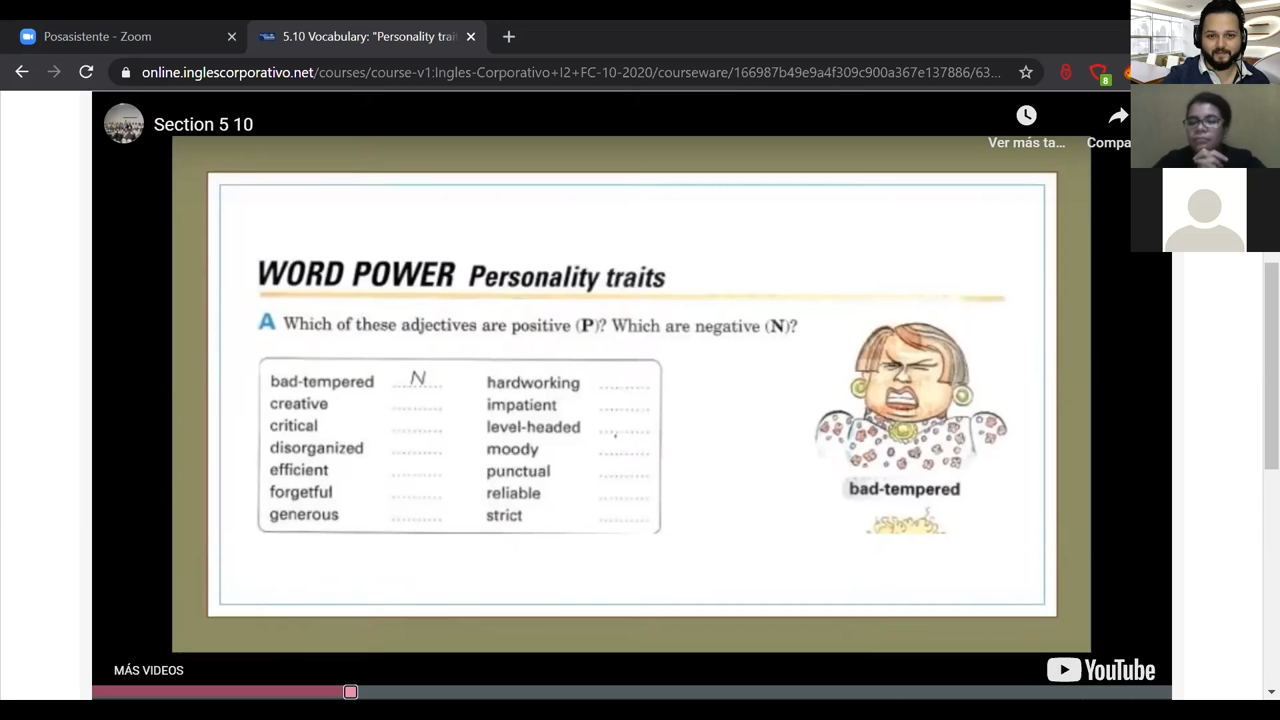 Posasistente - Zoom
5.10 Vocabulary: "Personality trai
online.inglescorporativo.net/courses/course-v1:Ingles-Corporativo+I2+FC-10-2020/courseware/166987b49e9a4f309c900a367e137886/63...
8
Section 5 10
Ver más ta...
Compa
WORD POWER Personality traits
A Which of these adjectives are positive (P)? Which are negative (N)?
bad-tempered N hardworking
creative impatient
critical level-headed
disorganized moody
efficient punctual
forgetful reliable
generous strict
bad-tempered
MÁS VIDEOS
YouTube